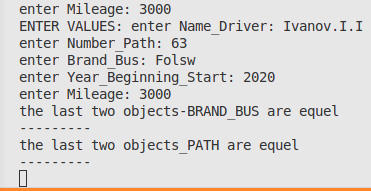 enter Mileage: 3000
ENTER VALUES: enter Name_Driver: Ivanov.I.I
enter Number_Path: 63
enter Brand_Bus: Folsw
enter Year_Beginning_Start: 2020
enter Mileage: 3000
the last two objects-BRAND_BUS are equel
---------
the last two objects_PATH are equel
---------